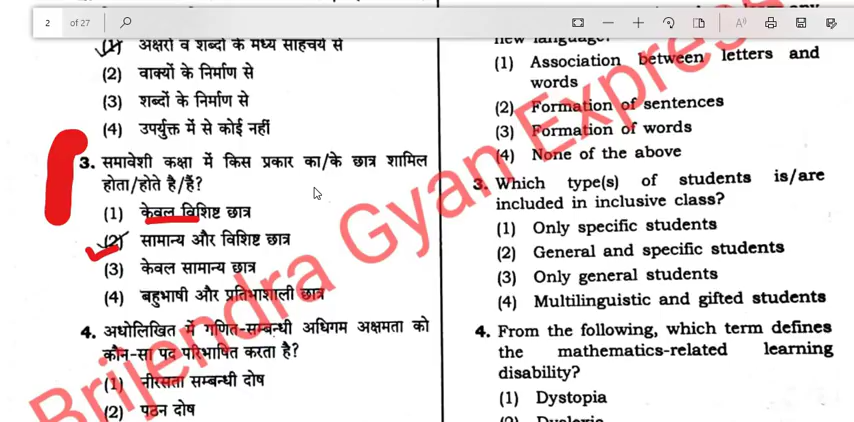 2 of 27
(1) अक्षरों व शब्दों के मध्य साहचर्य से
(2) वाक्यों के निर्माण से
(3) शब्दों के निर्माण से
(4) उपर्युक्त में से कोई नहीं
3. समावेशी कक्षा में किस प्रकार का/के छात्र शामिल
होता/होते है/हैं?
(1) केवल विशिष्ट छात्र
(2) सामान्य और विशिष्ट छात्र
(3) केवल सामान्य छात्र
(4) बहुभाषी और प्रतिभाशाली छात्र
4. अधोलिखित में गणित-सम्बन्धी अधिगम अक्षमता को
कौन-सा पद परिभाषित करता है?
(1) नीरसता सम्बन्धी दोष
(2) पठन दोष
new language?
(1) Association between letters and
words
(2) Formation of sentences
(3) Formation of words
(4) None of the above
3. Which type(s) of students is/are
included in inclusive class?
(1) Only specific students
(2) General and specific students
(3) Only general students
(4) Multilinguistic and gifted students
4. From the following, which term defines
the mathematics-related learning
disability?
(1) Dystopia
(2) Dyslexia
Brijendra Gyan Express